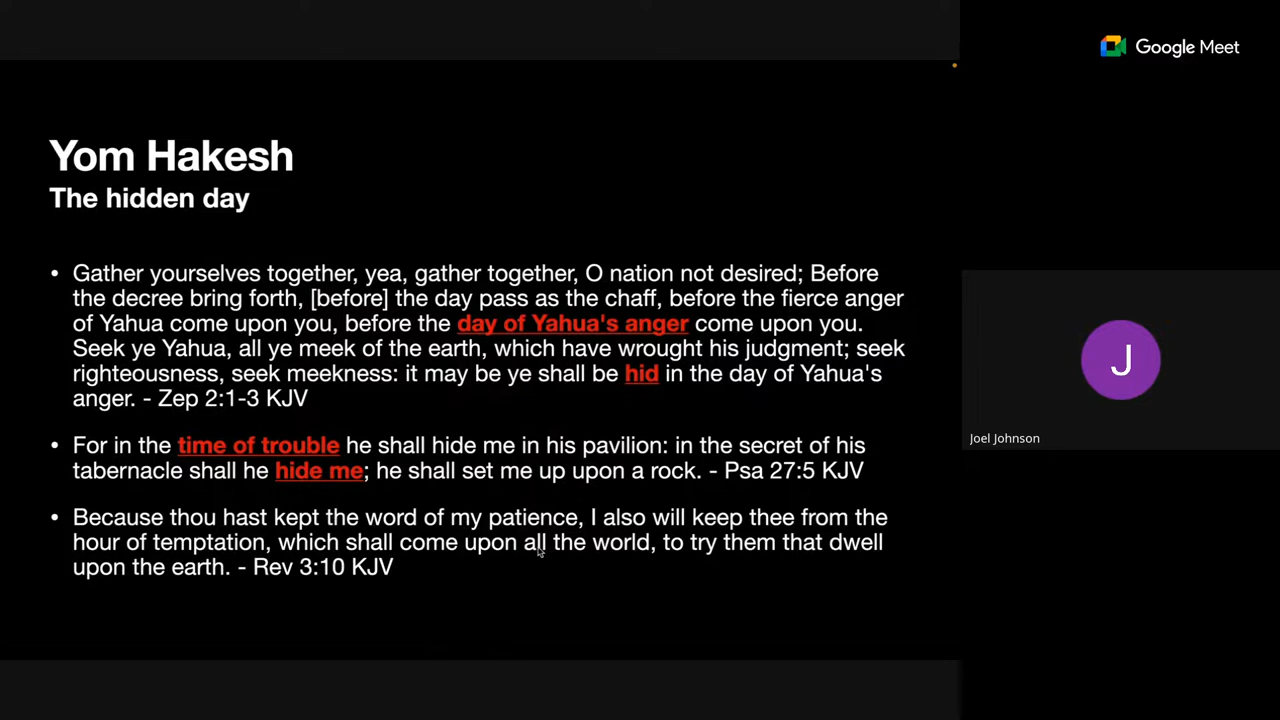 Google Meet
Yom Hakesh
The hidden day
• Gather yourselves together, yea, gather together, O nation not desired; Before
the decree bring forth, [before] the day pass as the chaff, before the fierce anger
of Yahua come upon you, before the day of Yahua's anger come upon you.
Seek ye Yahua, all ye meek of the earth, which have wrought his judgment; seek
righteousness, seek meekness: it may be ye shall be hid in the day of Yahua's
anger. - Zep 2:1-3 KJV
• For in the time of trouble he shall hide me in his pavilion: in the secret of his
tabernacle shall he hide me; he shall set me up upon a rock. - Psa 27:5 KJV
• Because thou hast kept the word of my patience, I also will keep thee from the
hour of temptation, which shall come upon all the world, to try them that dwell
upon the earth. - Rev 3:10 KJV
J
Joel Johnson